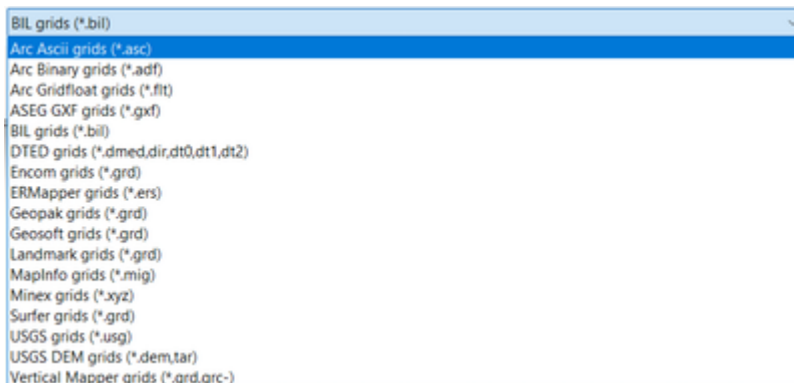 BIL grids (*.bil)
Arc Ascii grids (*.asc)
Arc Binary grids (*.adf)
Arc Gridfloat grids (*.flt)
ASEG GXF grids (*.gxf)
BIL grids (*.bil)
DTED grids (*.dmed,dir,dt0,dt1,dt2)
Encom grids (*.grd)
ERMapper grids (*.ers)
Geopak grids (*.grd)
Geosoft grids (*.grd)
Landmark grids (*.grd)
MapInfo grids (*.mig)
Minex grids (*.xyz)
Surfer grids (*.grd)
USGS grids (*.usg)
USGS DEM grids (*.dem,tar)
Vertical Mapper grids (*.grd,grc-)